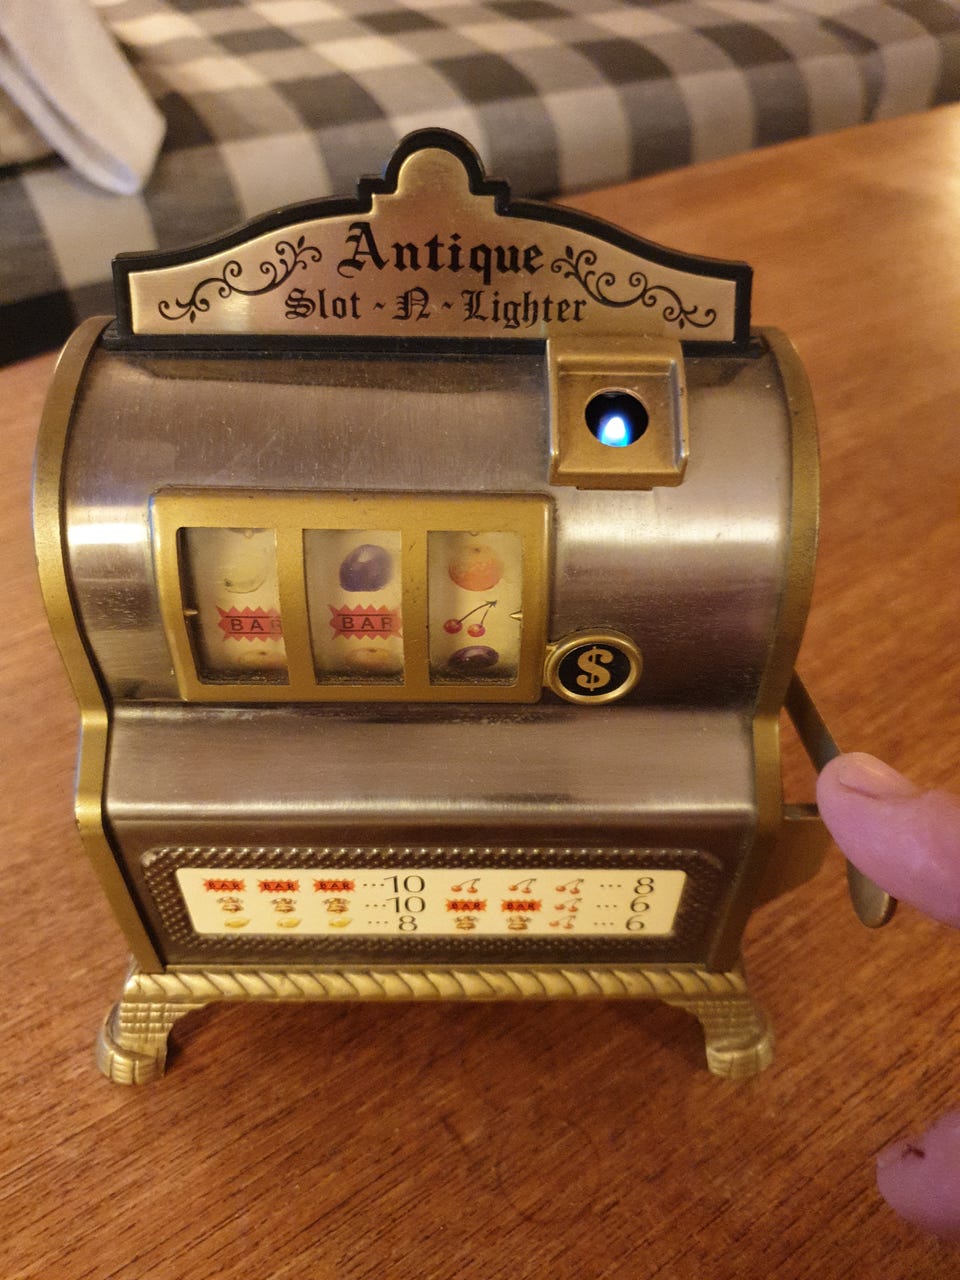 Antique
Slot-N-Lighter
BAR BAR
$
BAR BAR BAR ...10 ... 8
...10 BAR BAR ... 6
... 8 ... 6